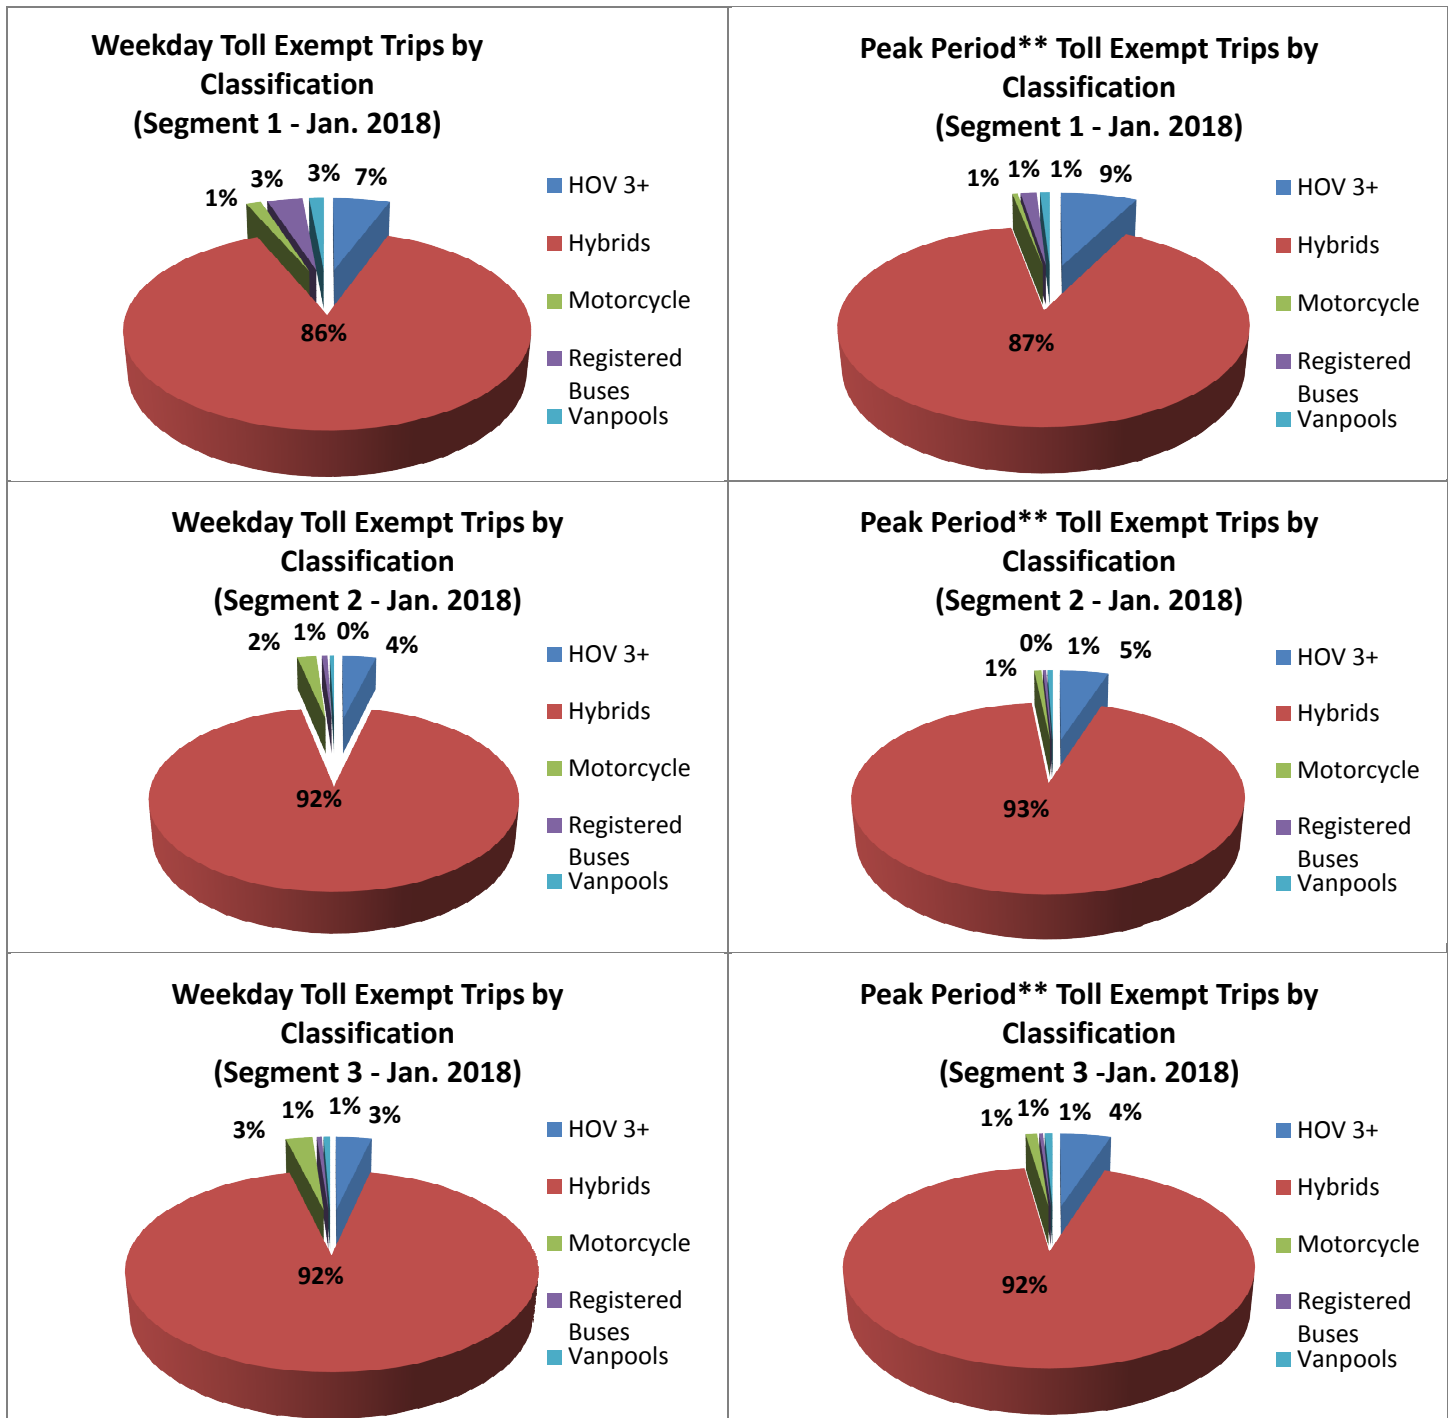 Weekday Toll Exempt Trips by
Classification
(Segment 1 - Jan. 2018)
1%
3%
3%
7%
86%
HOV 3+
Hybrids
Motorcycle
Registered
Buses
Vanpools
Peak Period** Toll Exempt Trips by
Classification
(Segment 1 - Jan. 2018)
1%
1%
1%
9%
87%
HOV 3+
Hybrids
Motorcycle
Registered
Buses
Vanpools
Weekday Toll Exempt Trips by
Classification
(Segment 2 - Jan. 2018)
2%
1%
0%
4%
92%
HOV 3+
Hybrids
Motorcycle
Registered
Buses
Vanpools
Peak Period** Toll Exempt Trips by
Classification
(Segment 2 - Jan. 2018)
1%
0%
1%
5%
93%
HOV 3+
Hybrids
Motorcycle
Registered
Buses
Vanpools
Weekday Toll Exempt Trips by
Classification
(Segment 3 - Jan. 2018)
3%
1%
1%
3%
92%
HOV 3+
Hybrids
Motorcycle
Registered
Buses
Vanpools
Peak Period** Toll Exempt Trips by
Classification
(Segment 3 -Jan. 2018)
1%
1%
1%
4%
92%
HOV 3+
Hybrids
Motorcycle
Registered
Buses
Vanpools